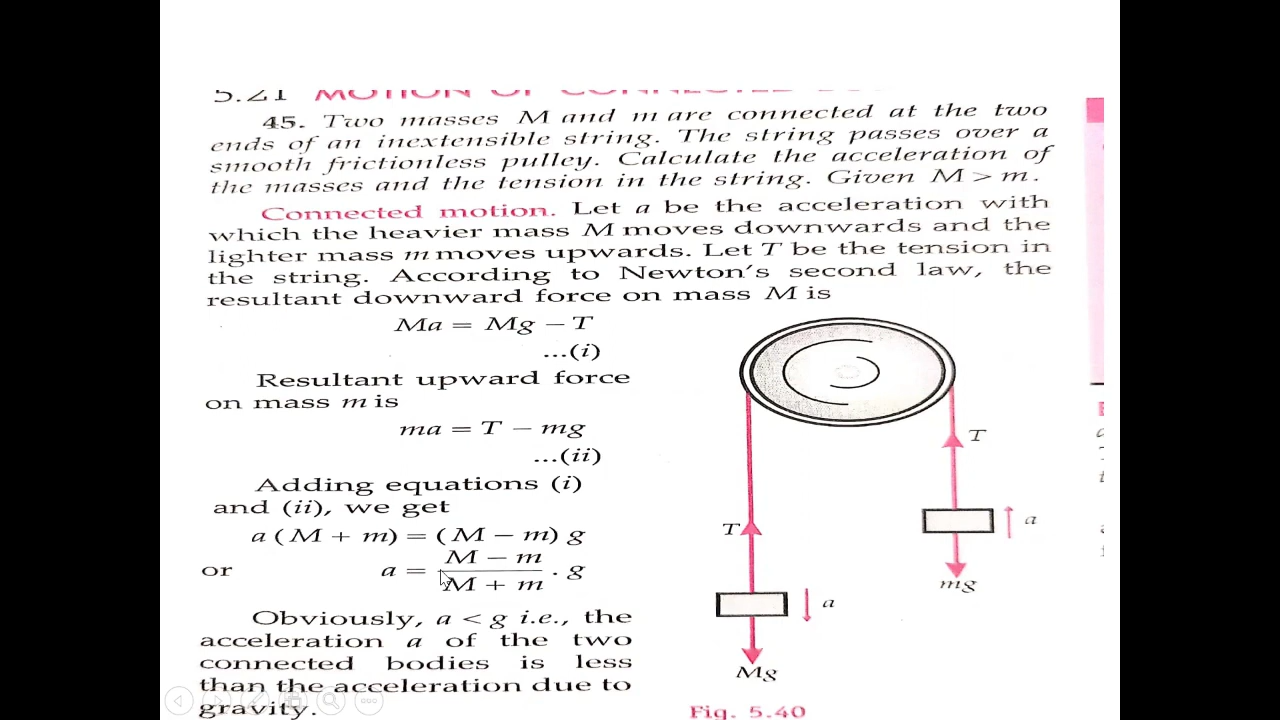 5.21 MOTION OF CONNECTED
45. Two masses M and m are connected at the two
ends of an inextensible string. The string passes over a
smooth frictionless pulley. Calculate the acceleration of
the masses and the tension in the string. Given M > m.
Connected motion. Let a be the acceleration with
which the heavier mass M moves downwards and the
lighter mass m moves upwards. Let T be the tension in
the string. According to Newton's second law, the
resultant downward force on mass M is
Ma = Mg − T
...(i)
Resultant upward force
on mass m is
ma = T − mg
...(ii)
Adding equations (i)
and (ii), we get
a (M + m) = (M − m) g
or a = M − m / M + m . g
Obviously, a < g i.e., the
acceleration a of the two
connected bodies is less
than the acceleration due to
gravity.
T
a
mg
T
a
Mg
Fig. 5.40